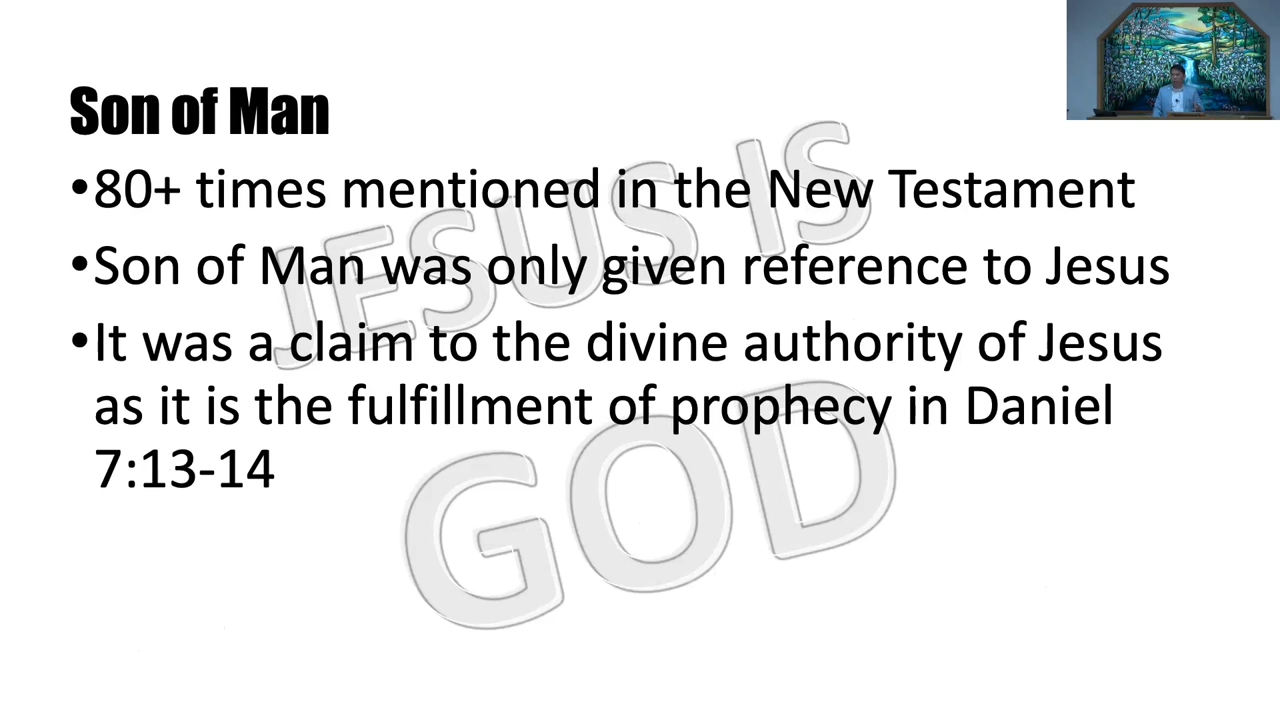 Son of Man
•80+ times mentioned in the New Testament
•Son of Man was only given reference to Jesus
•It was a claim to the divine authority of Jesus
as it is the fulfillment of prophecy in Daniel
7:13-14
JESUS IS
GOD